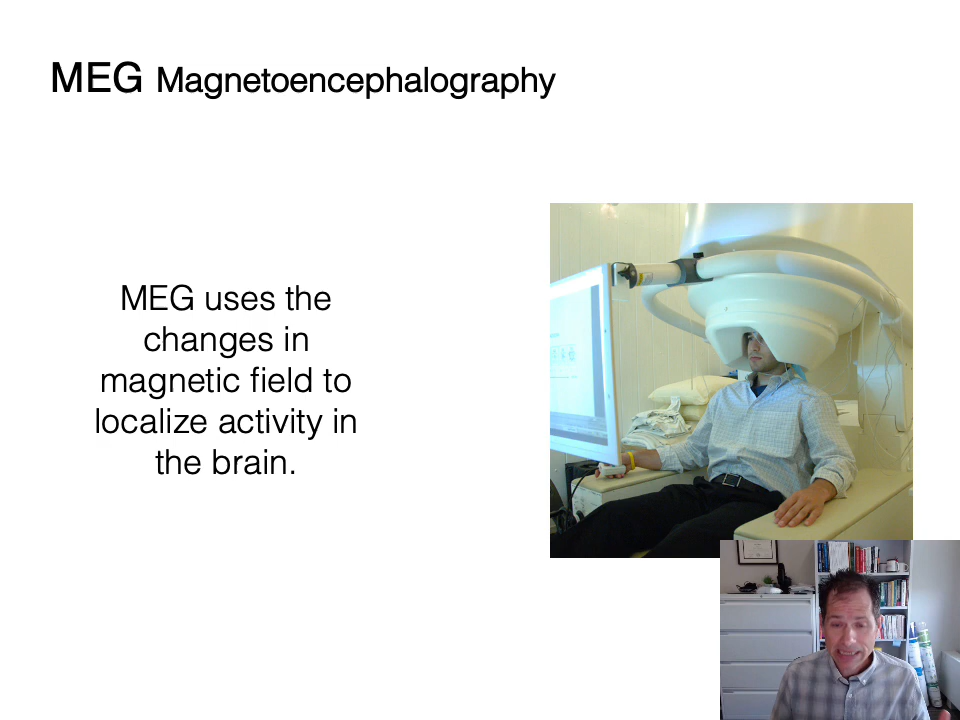 MEG Magnetoencephalography
MEG uses the
changes in
magnetic field to
localize activity in
the brain.